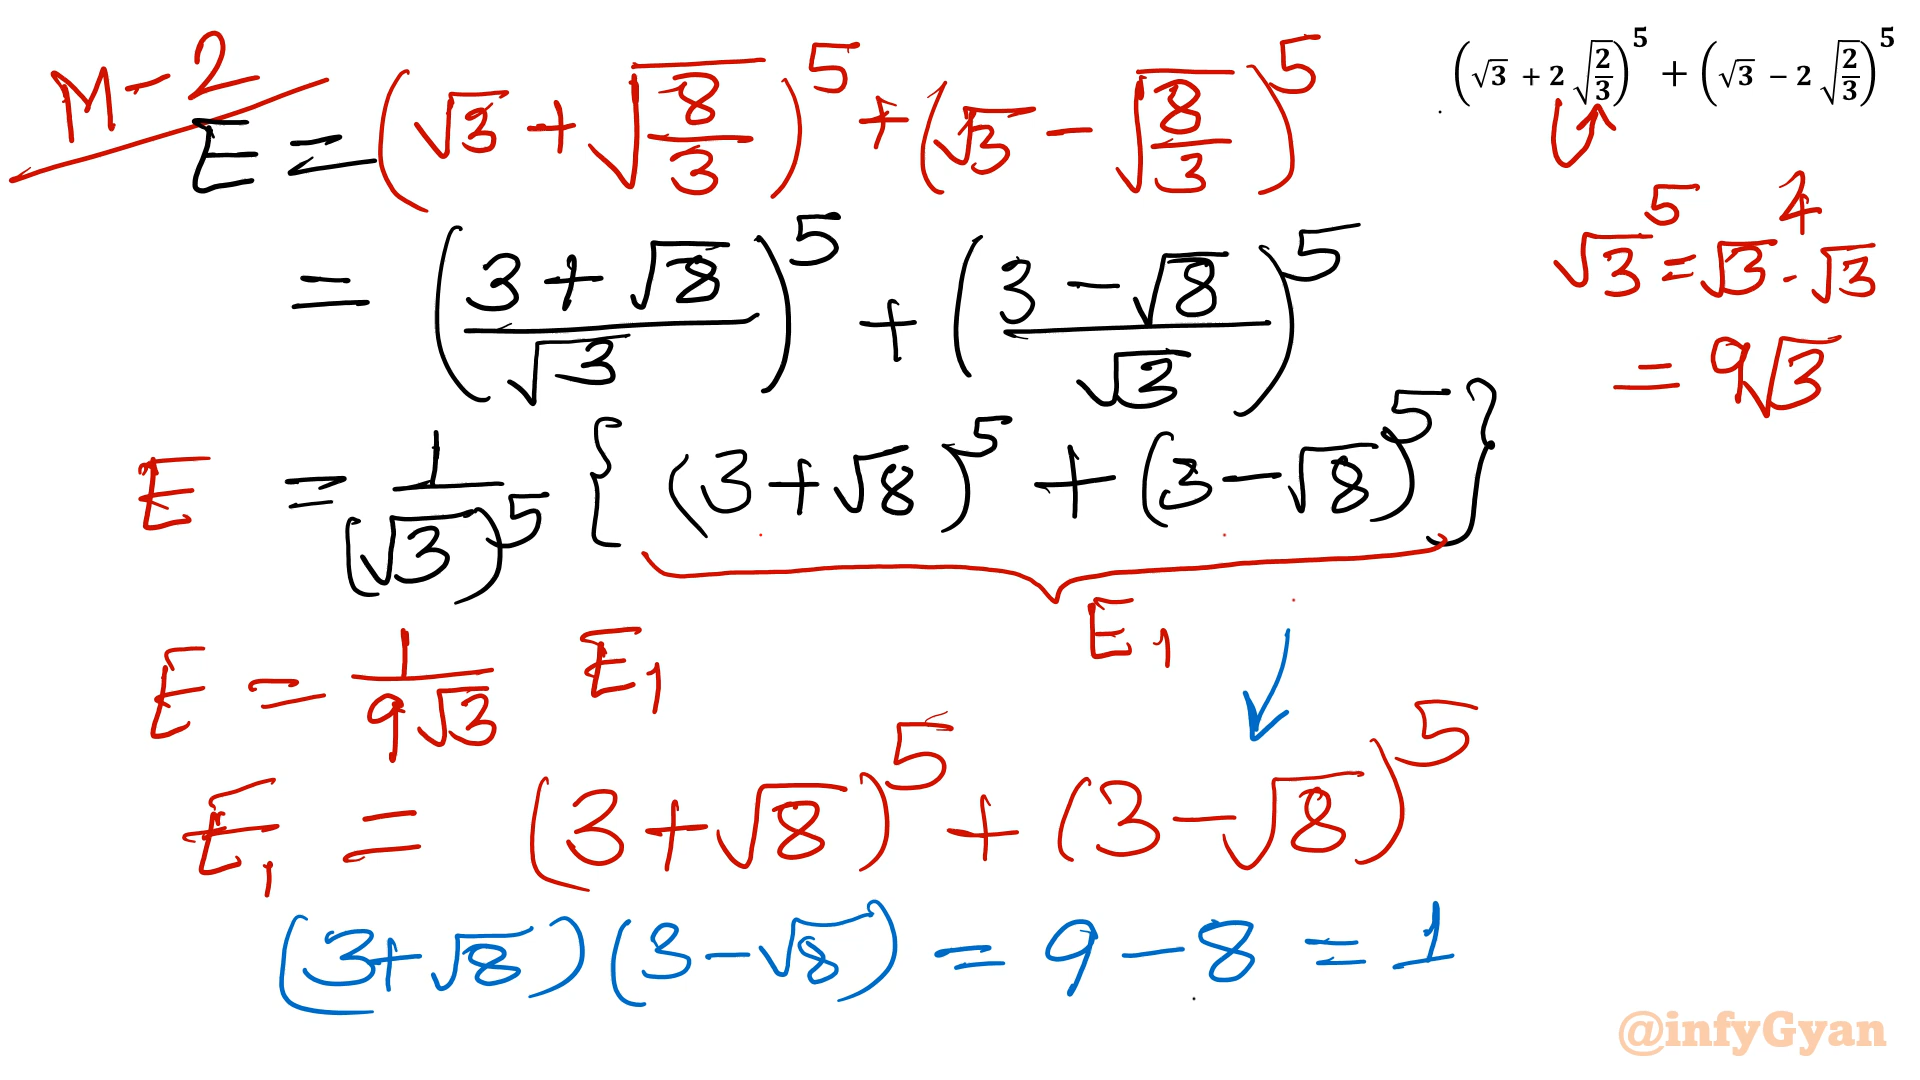 M-2
(√3 + 2√(2/3))^5 + (√3 - 2√(2/3))^5
E = (√3 + √(8/3))^5 + (√3 - √(8/3))^5
= ((3 + √8)/√3)^5 + ((3 - √8)/√3)^5
√3^5 = √3^4 · √3
= 9√3
E = 1/(√3)^5 { (3 + √8)^5 + (3 - √8)^5 }
E1
E = 1/(9√3) E1
E1 = (3 + √8)^5 + (3 - √8)^5
(3 + √8)(3 - √8) = 9 - 8 = 1
@infyGyan